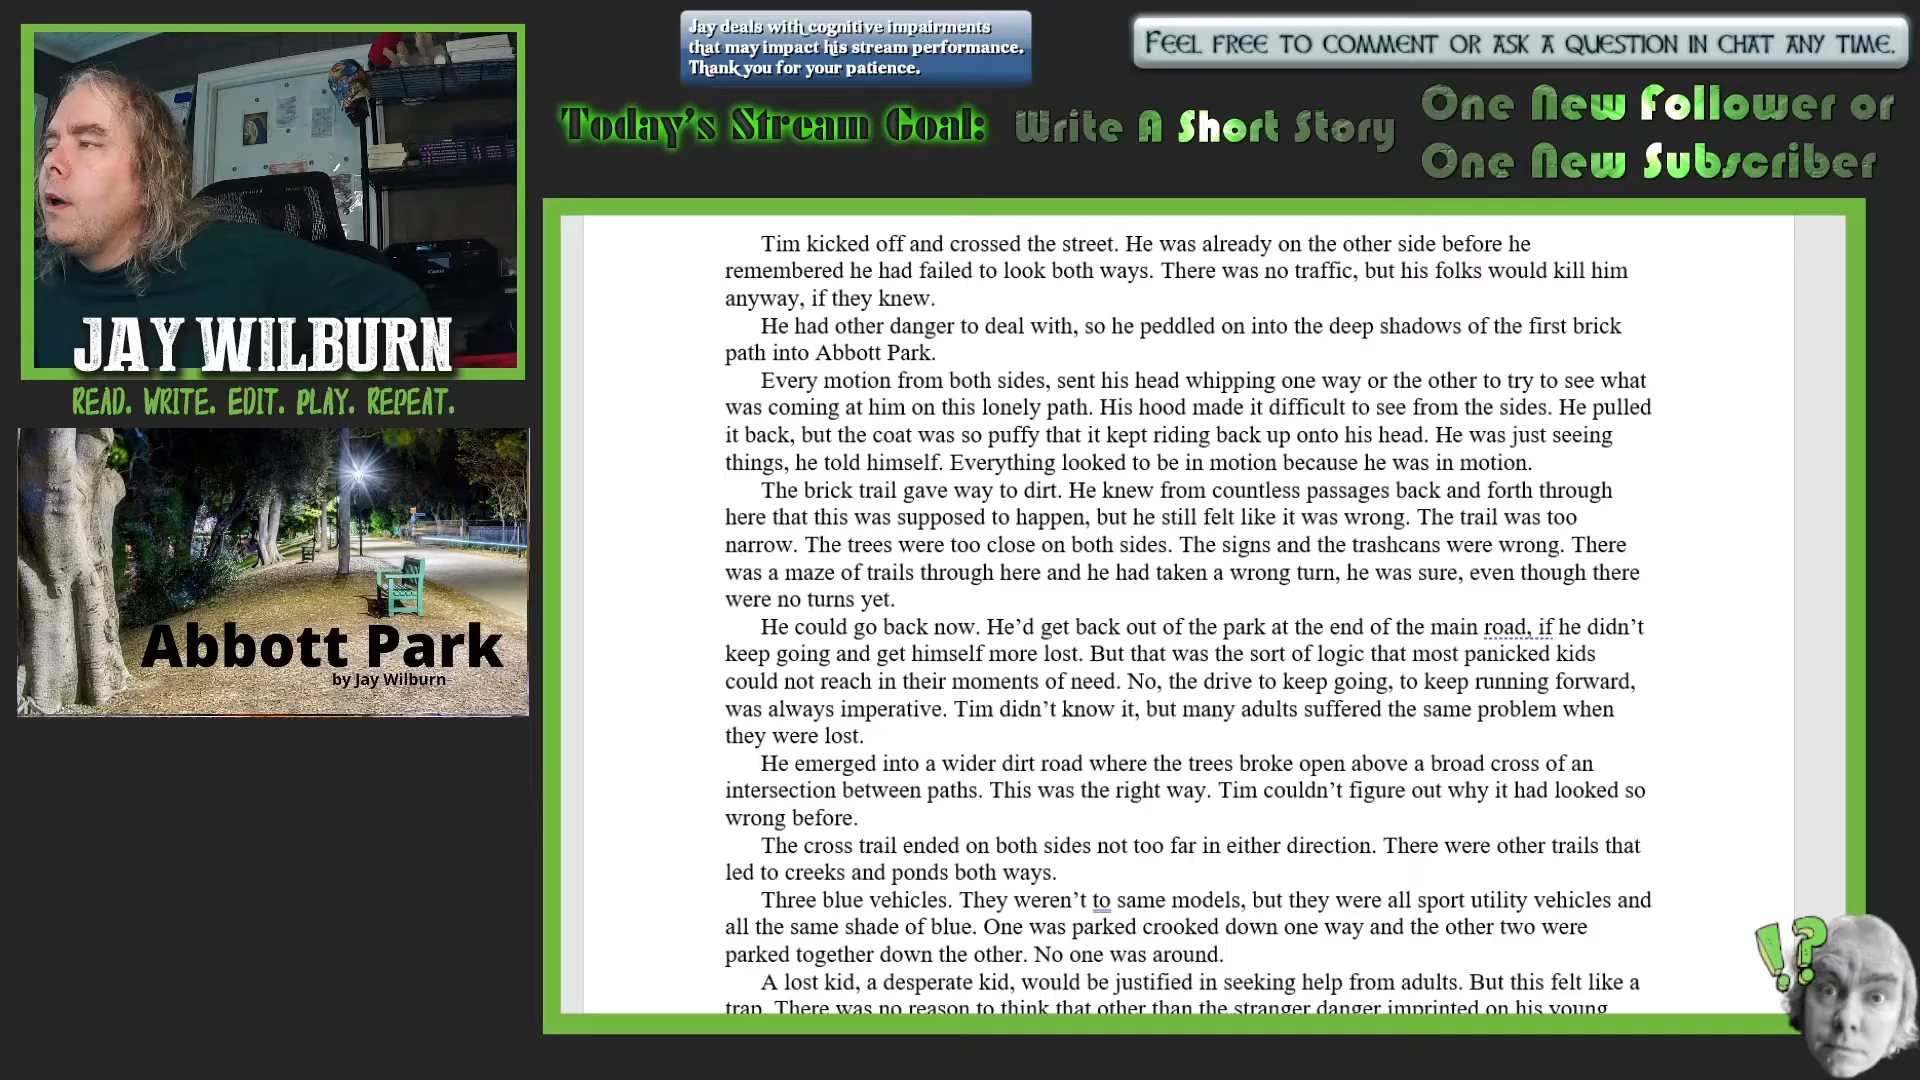 Jay deals with cognitive impairments
that may impact his stream performance.
Thank you for your patience.
FEEL FREE TO COMMENT OR ASK A QUESTION IN CHAT ANY TIME.
Today's Stream Goal:
Write A Short Story
One New Follower or
One New Subscriber
JAY WILBURN
READ. WRITE. EDIT. PLAY. REPEAT.
Abbott Park
by Jay Wilburn
Tim kicked off and crossed the street. He was already on the other side before he
remembered he had failed to look both ways. There was no traffic, but his folks would kill him
anyway, if they knew.
He had other danger to deal with, so he peddled on into the deep shadows of the first brick
path into Abbott Park.
Every motion from both sides, sent his head whipping one way or the other to try to see what
was coming at him on this lonely path. His hood made it difficult to see from the sides. He pulled
it back, but the coat was so puffy that it kept riding back up onto his head. He was just seeing
things, he told himself. Everything looked to be in motion because he was in motion.
The brick trail gave way to dirt. He knew from countless passages back and forth through
here that this was supposed to happen, but he still felt like it was wrong. The trail was too
narrow. The trees were too close on both sides. The signs and the trashcans were wrong. There
was a maze of trails through here and he had taken a wrong turn, he was sure, even though there
were no turns yet.
He could go back now. He’d get back out of the park at the end of the main road, if he didn’t
keep going and get himself more lost. But that was the sort of logic that most panicked kids
could not reach in their moments of need. No, the drive to keep going, to keep running forward,
was always imperative. Tim didn’t know it, but many adults suffered the same problem when
they were lost.
He emerged into a wider dirt road where the trees broke open above a broad cross of an
intersection between paths. This was the right way. Tim couldn’t figure out why it had looked so
wrong before.
The cross trail ended on both sides not too far in either direction. There were other trails that
led to creeks and ponds both ways.
Three blue vehicles. They weren’t to same models, but they were all sport utility vehicles and
all the same shade of blue. One was parked crooked down one way and the other two were
parked together down the other. No one was around.
A lost kid, a desperate kid, would be justified in seeking help from adults. But this felt like a
trap. There was no reason to think that other than the stranger danger imprinted on his young
!?